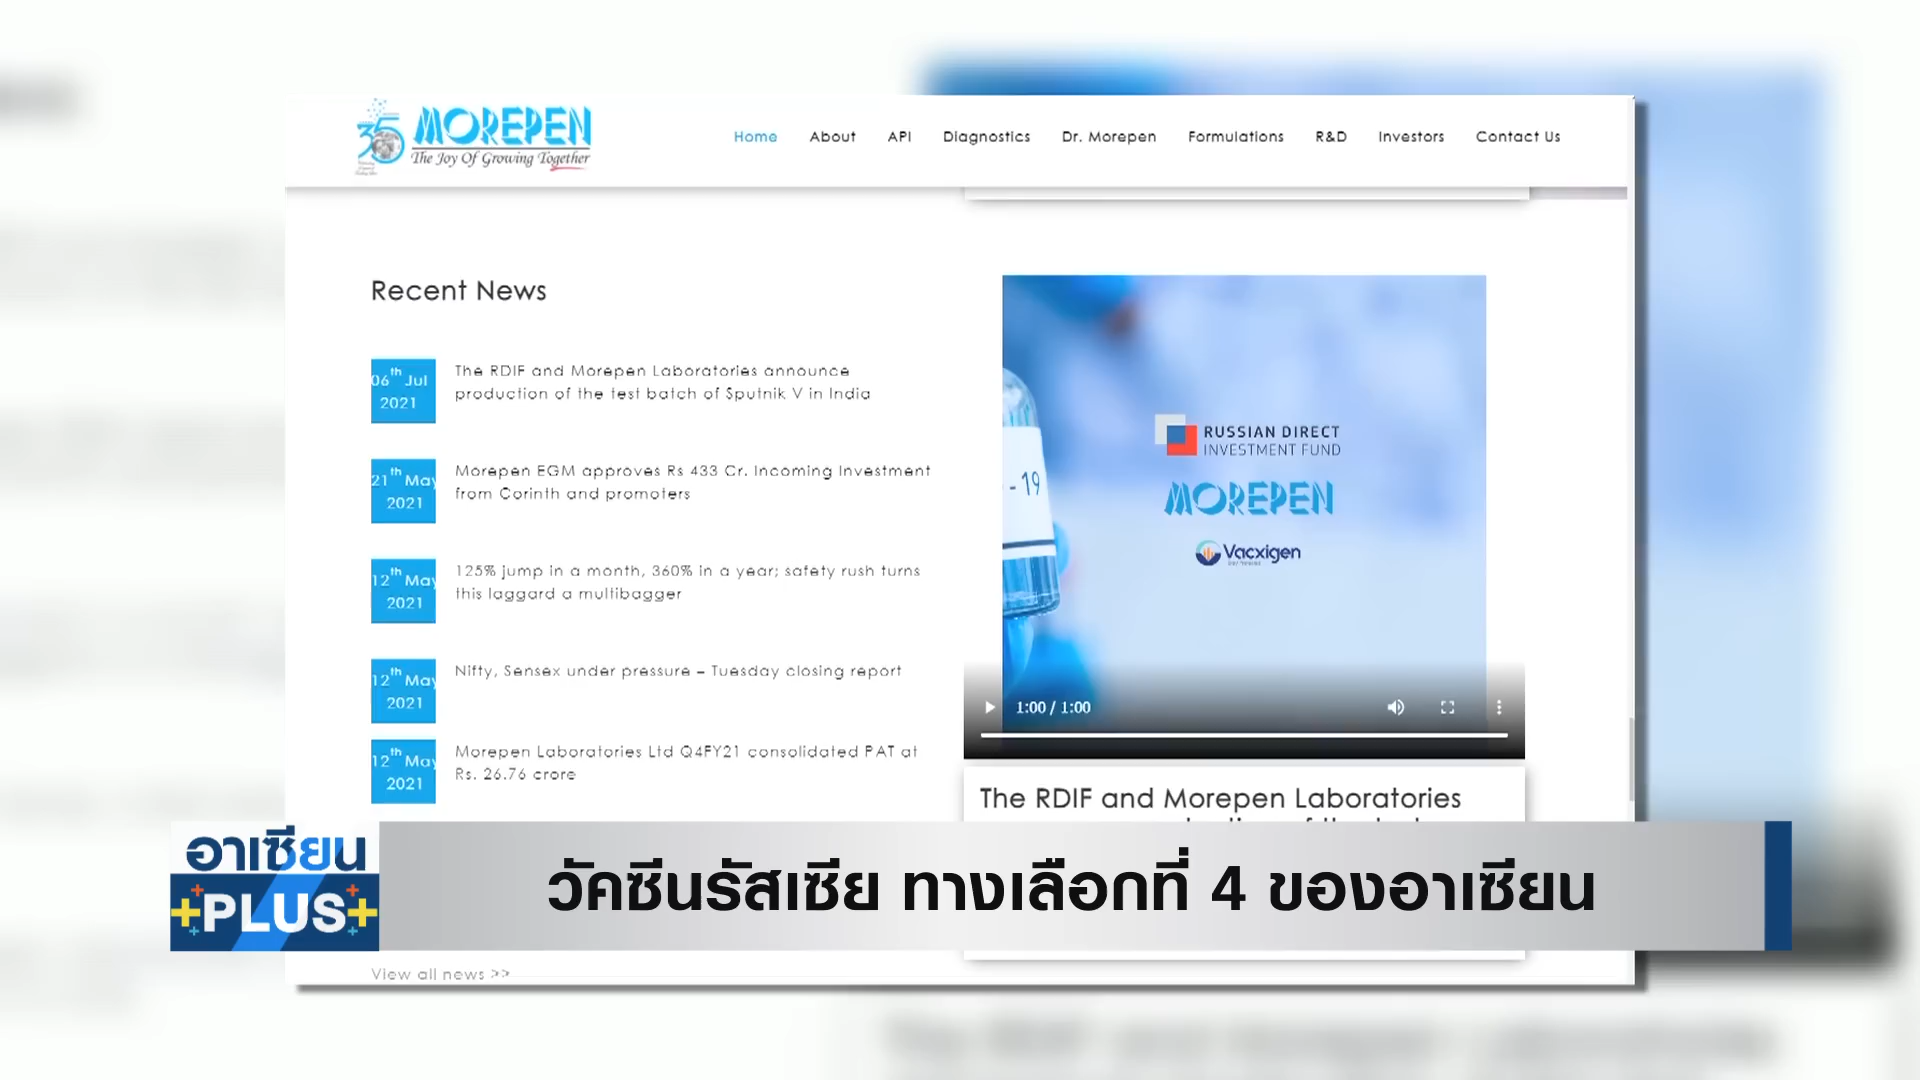 35 MOREPEN
The Joy Of Growing Together
Home About API Diagnostics Dr. Morepen Formulations R&D Investors Contact Us
Recent News
06th Jul 2021
The RDIF and Morepen Laboratories announce
production of the test batch of Sputnik V in India
21th May 2021
Morepen EGM approves Rs 433 Cr. Incoming Investment
from Corinth and promoters
12th May 2021
125% jump in a month, 360% in a year; safety rush turns
this laggard a multibagger
12th May 2021
Nifty, Sensex under pressure – Tuesday closing report
12th May 2021
Morepen Laboratories Ltd Q4FY21 consolidated PAT at
Rs. 26.76 crore
View all news >>
- 19
RUSSIAN DIRECT
INVESTMENT FUND
MOREPEN
Vacxigen
1:00 / 1:00
The RDIF and Morepen Laboratories
อาเซียน
+PLUS+
วัคซีนรัสเซีย ทางเลือกที่ 4 ของอาเซียน